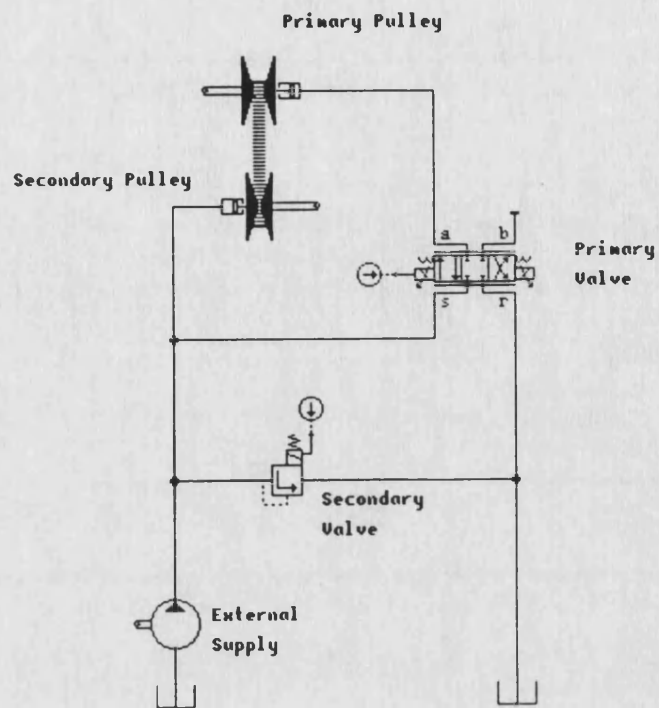 Primary Pulley
Secondary Pulley
a b
Primary
Valve
s r
Secondary
Valve
External
Supply